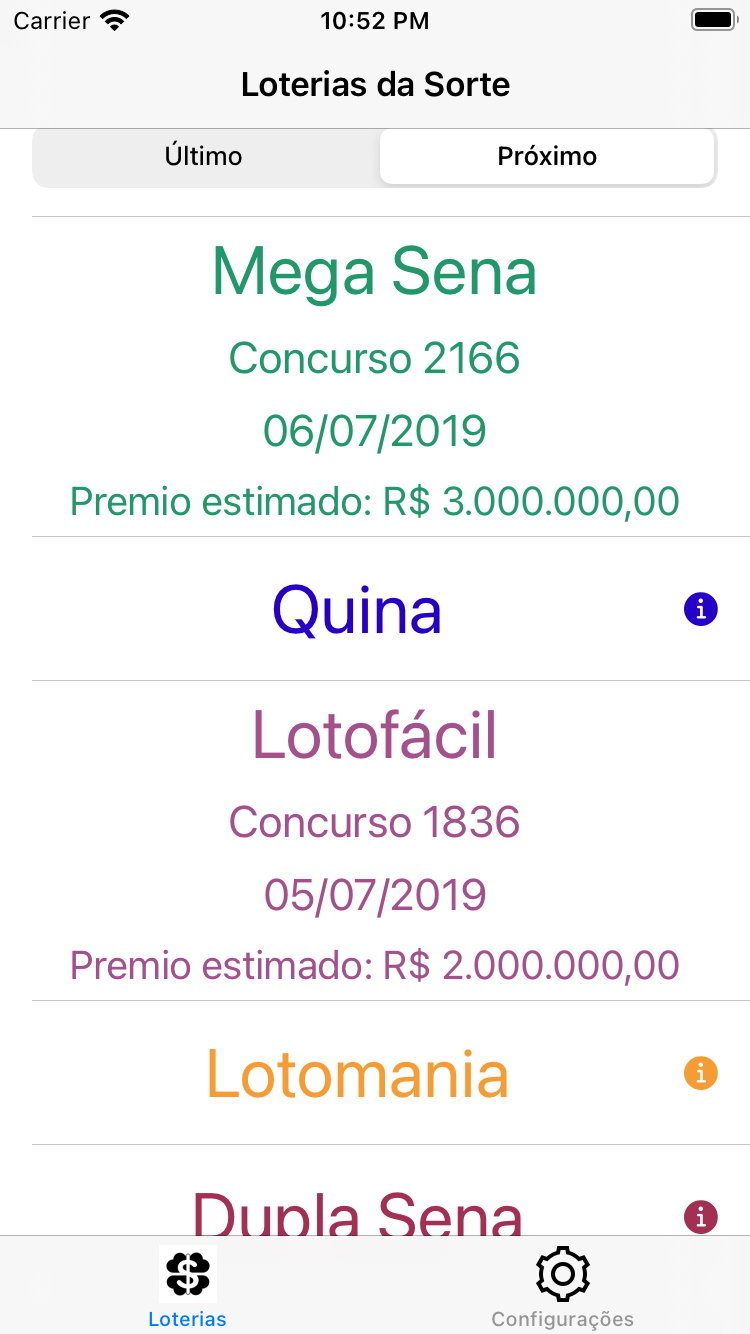 Carrier 10:52 PM
Loterias da Sorte
Último Próximo
Mega Sena
Concurso 2166
06/07/2019
Premio estimado: R$ 3.000.000,00
Quina
Lotofácil
Concurso 1836
05/07/2019
Premio estimado: R$ 2.000.000,00
Lotomania
Dupla Sena
Loterias Configurações